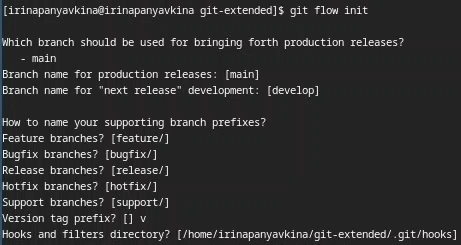 [irinapanyavkina@irinapanyavkina git-extended]$ git flow init
Which branch should be used for bringing forth production releases?
- main
Branch name for production releases: [main]
Branch name for "next release" development: [develop]
How to name your supporting branch prefixes?
Feature branches? [feature/]
Bugfix branches? [bugfix/]
Release branches? [release/]
Hotfix branches? [hotfix/]
Support branches? [support/]
Version tag prefix? [] v
Hooks and filters directory? [/home/irinapanyavkina/git-extended/.git/hooks]